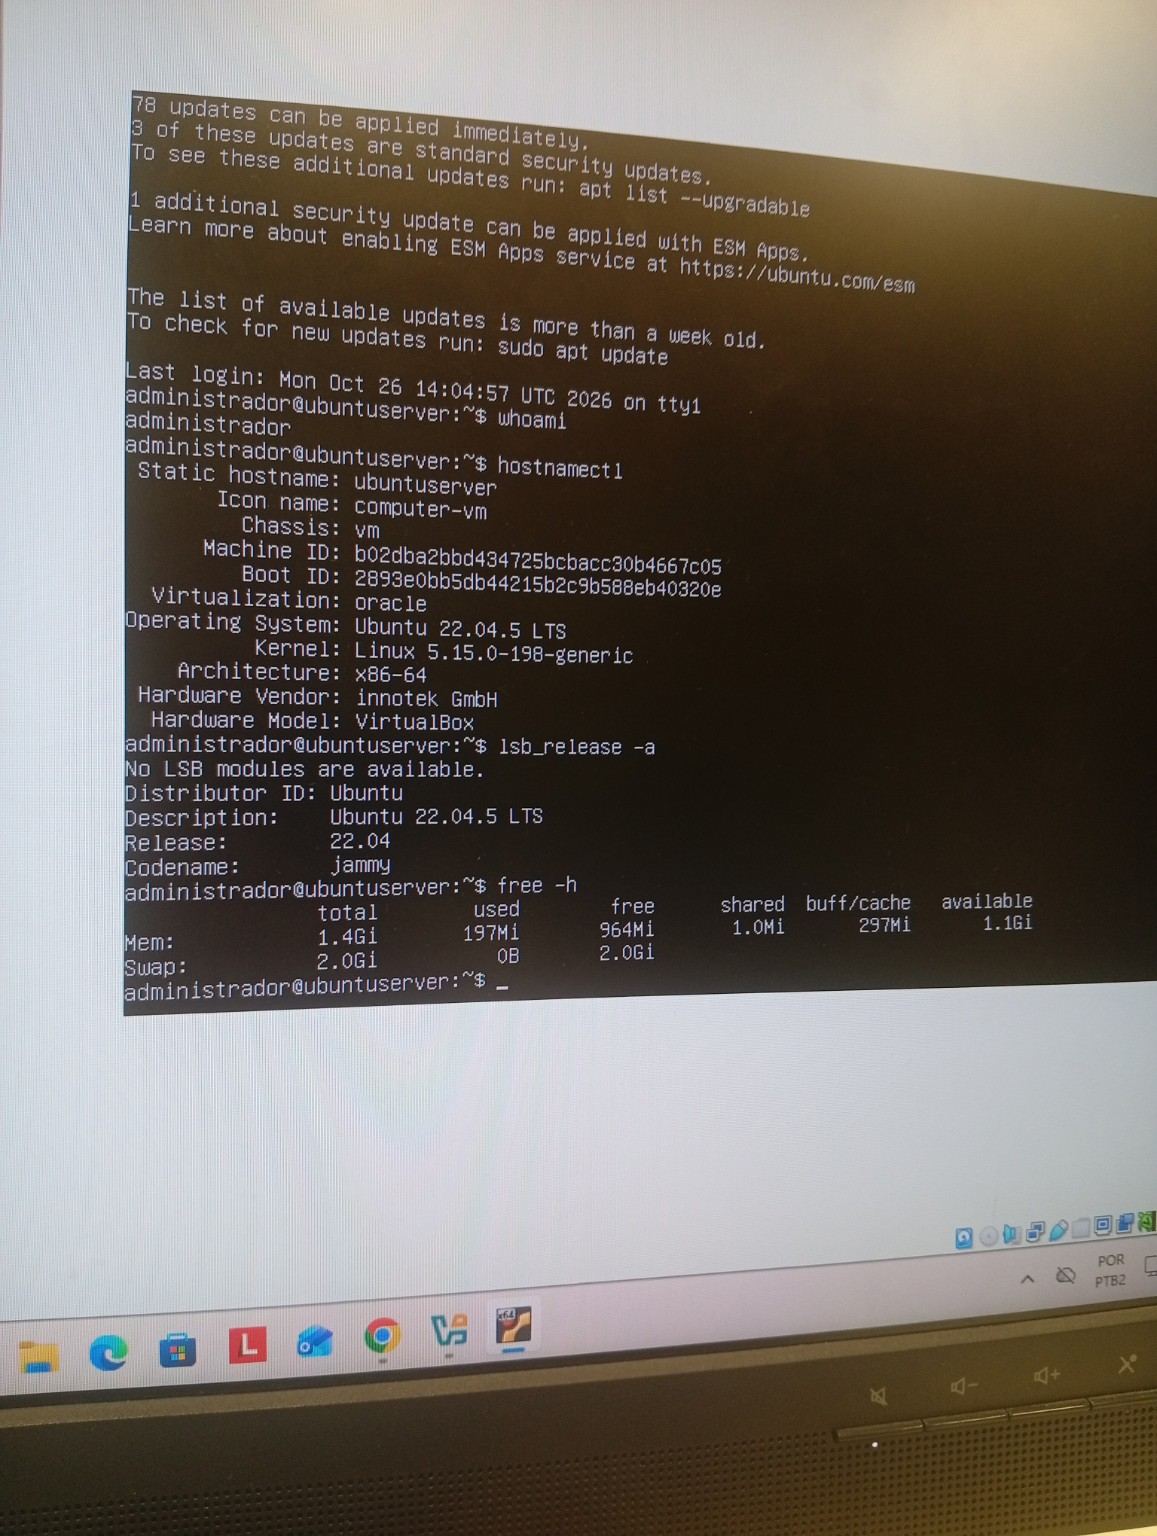 78 updates can be applied immediately.
3 of these updates are standard security updates.
To see these additional updates run: apt list --upgradable
1 additional security update can be applied with ESM Apps.
Learn more about enabling ESM Apps service at https://ubuntu.com/esm
The list of available updates is more than a week old.
To check for new updates run: sudo apt update
Last login: Mon Oct 26 14:04:57 UTC 2026 on tty1
administrador@ubuntuserver:~$ whoami
administrador
administrador@ubuntuserver:~$ hostnamectl
Static hostname: ubuntuserver
Icon name: computer-vm
Chassis: vm
Machine ID: b02dba2bbd434725bcbacc30b4667c05
Boot ID: 2893e0bb5db44215b2c9b588eb40320e
Virtualization: oracle
Operating System: Ubuntu 22.04.5 LTS
Kernel: Linux 5.15.0-198-generic
Architecture: x86-64
Hardware Vendor: innotek GmbH
Hardware Model: VirtualBox
administrador@ubuntuserver:~$ lsb_release -a
No LSB modules are available.
Distributor ID: Ubuntu
Description: Ubuntu 22.04.5 LTS
Release: 22.04
Codename: jammy
administrador@ubuntuserver:~$ free -h
total used free shared buff/cache available
Mem: 1.4Gi 197Mi 964Mi 1.0Mi 297Mi 1.1Gi
Swap: 2.0Gi 0B 2.0Gi
administrador@ubuntuserver:~$ _
POR
PTB2
L
x64